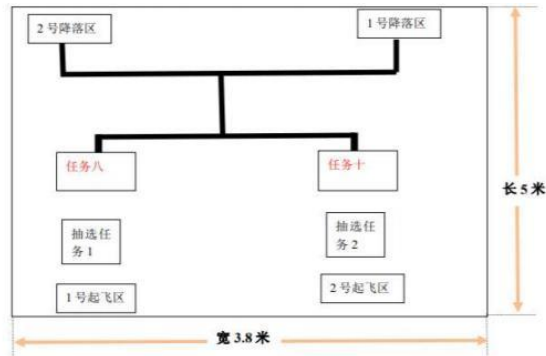 2号降落区
1号降落区
任务八
任务十
长5米
抽选任
务1
抽选任
务2
1号起飞区
2号起飞区
宽3.8米